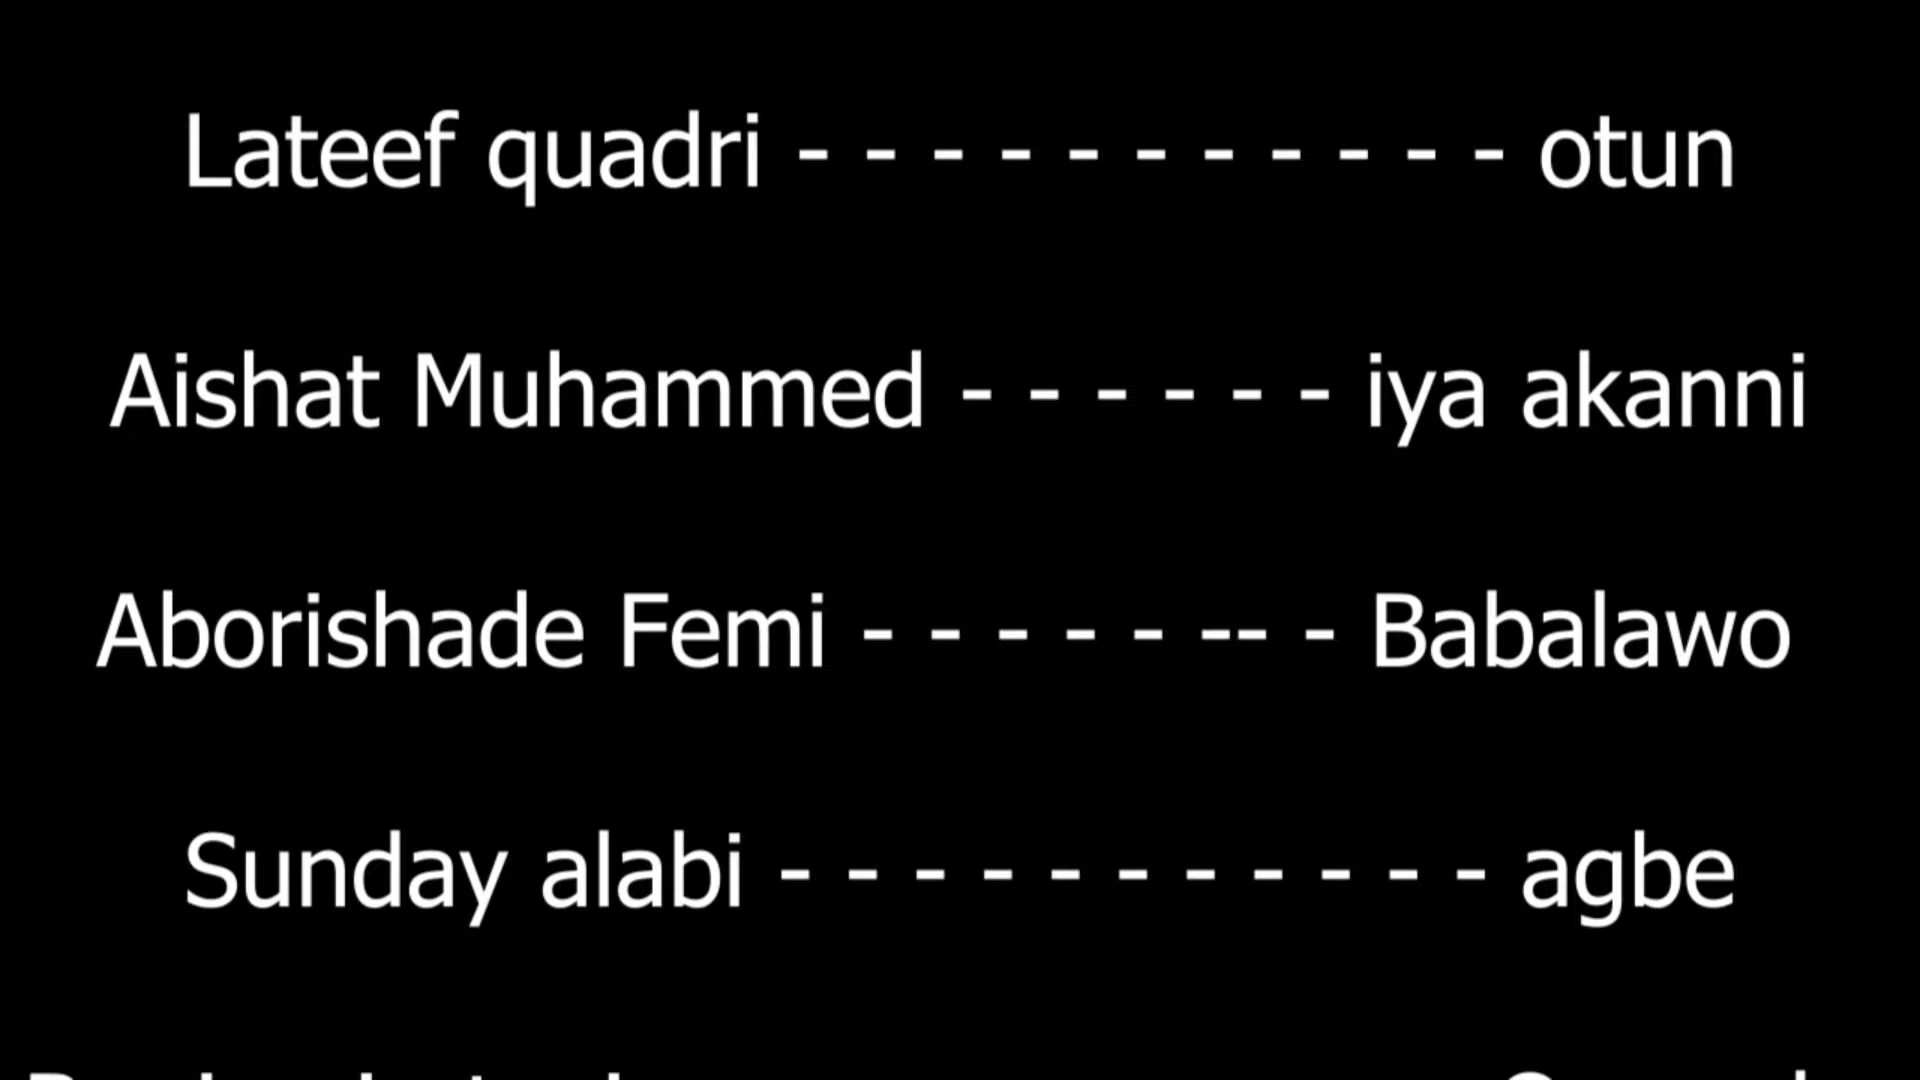 Lateef quadri - - - - - - - - - - - otun
Aishat Muhammed - - - - - - iya akanni
Aborishade Femi - - - - - -- - Babalawo
Sunday alabi - - - - - - - - - - - agbe